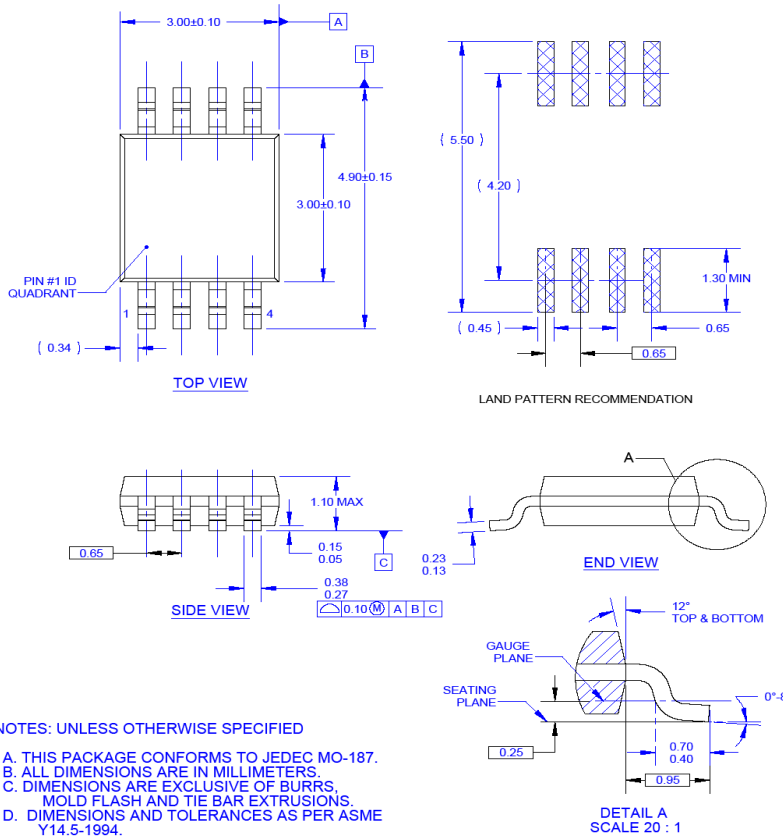 3.00±0.10
A
B
4.90±0.15
3.00±0.10
PIN #1 ID
QUADRANT
1
4
( 0.34 )
TOP VIEW
( 5.50 )
( 4.20 )
1.30 MIN
( 0.45 )
0.65
0.65
LAND PATTERN RECOMMENDATION
1.10 MAX
0.65
0.15
0.05
C
0.38
0.27
0.10 Ⓜ A B C
SIDE VIEW
A
0.23
0.13
END VIEW
12°
TOP & BOTTOM
GAUGE
PLANE
SEATING
PLANE
0°-8
0.25
0.70
0.40
0.95
DETAIL A
SCALE 20 : 1
NOTES: UNLESS OTHERWISE SPECIFIED
A. THIS PACKAGE CONFORMS TO JEDEC MO-187.
B. ALL DIMENSIONS ARE IN MILLIMETERS.
C. DIMENSIONS ARE EXCLUSIVE OF BURRS,
MOLD FLASH AND TIE BAR EXTRUSIONS.
D. DIMENSIONS AND TOLERANCES AS PER ASME
Y14.5-1994.